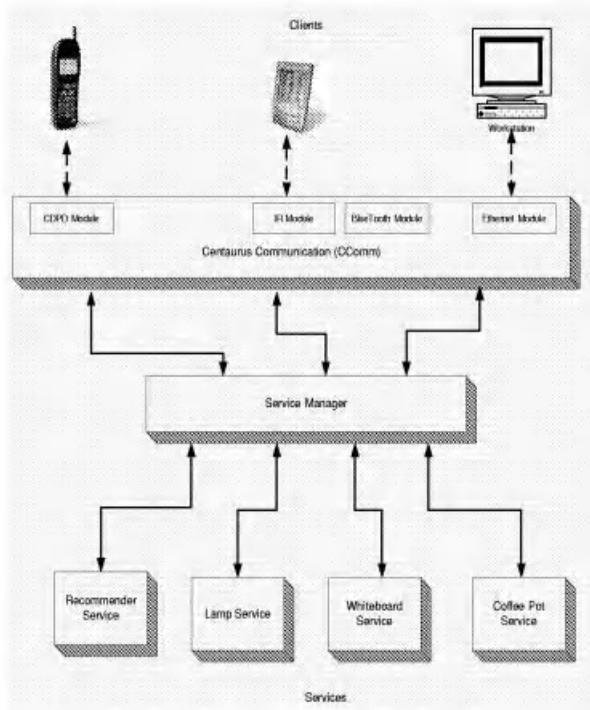 Clients
Workstation
CDPD Module
IR Module
BlueTooth Module
Ethernet Module
Centaurus Communication (CComm)
Service Manager
Recommender
Service
Lamp Service
Whiteboard
Service
Coffee Pot
Service
Services